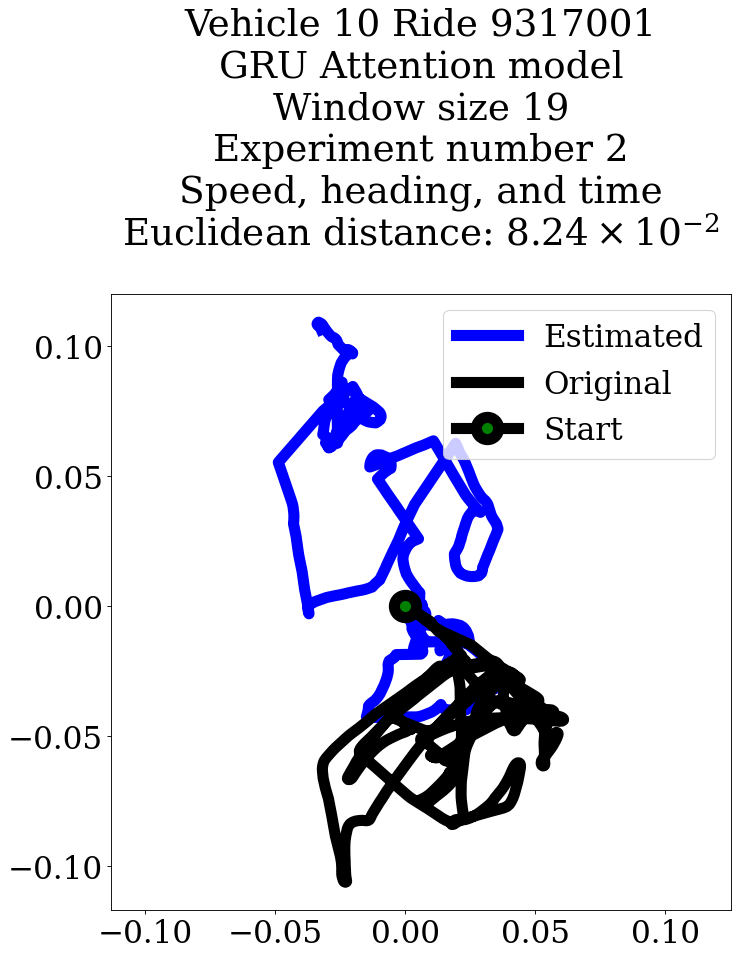 Vehicle 10 Ride 9317001
GRU Attention model
Window size 19
Experiment number 2
Speed, heading, and time
Euclidean distance: 8.24 × 10⁻²
Estimated
Original
Start
0.10
0.05
0.00
−0.05
−0.10
−0.10
−0.05
0.00
0.05
0.10